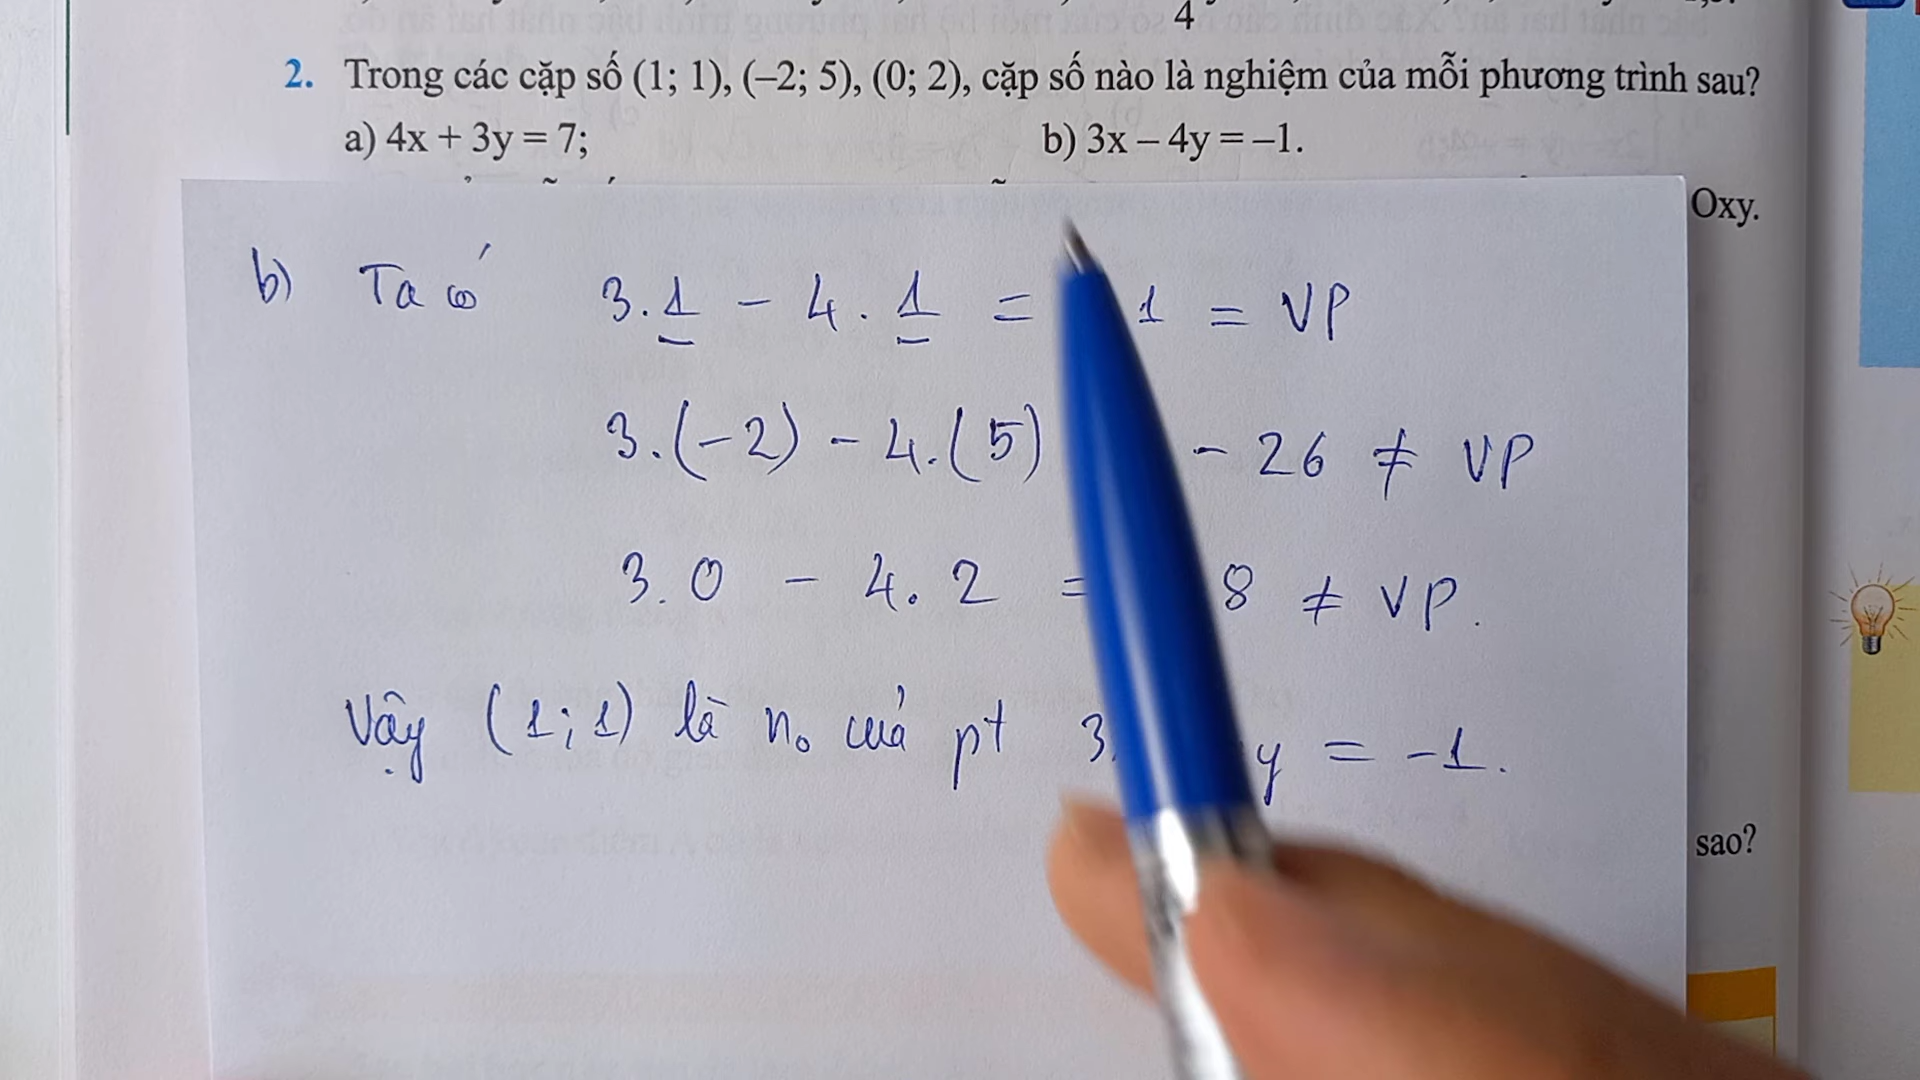 4
2. Trong các cặp số (1; 1), (–2; 5), (0; 2), cặp số nào là nghiệm của mỗi phương trình sau?
a) 4x + 3y = 7; b) 3x – 4y = –1.
Oxy.
b) Ta có 3.1 - 4.1 = 1 = VP
3.(-2) - 4.(5) - 26 ≠ VP
3.0 - 4.2 = 8 ≠ VP.
Vậy (1;1) là no của pt 3 y = -1.
sao?